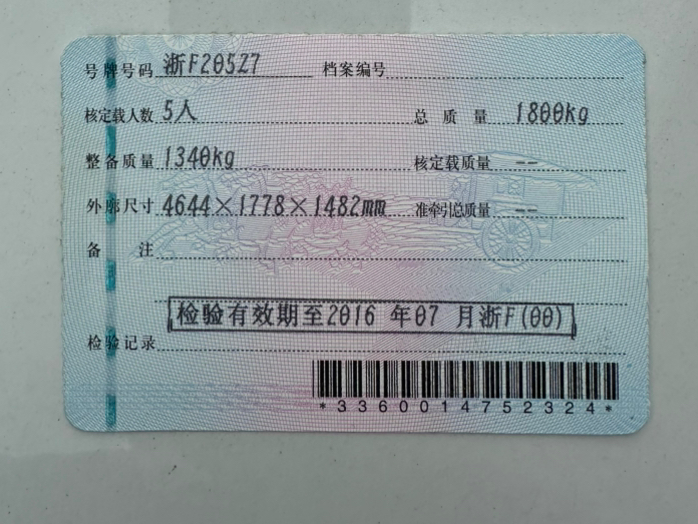 号牌号码 浙F20527 档案编号
核定载人数 5人 总质量 1800kg
整备质量 1340kg 核定载质量 --
外廓尺寸 4644×1778×1482mm 准牵引总质量 --
备注
检验有效期至2016 年07 月浙F(00)
检验记录
*3360014752324*